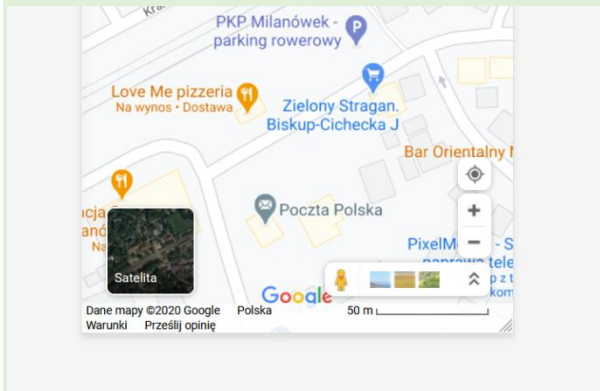 PKP Milanówek -
parking rowerowy
Love Me pizzeria
Na wynos • Dostawa
Zielony Stragan.
Biskup-Cichecka J
Bar Orientalny
Poczta Polska
Satelita
Google
Dane mapy ©2020 Google Polska 50 m
Warunki Prześlij opinię